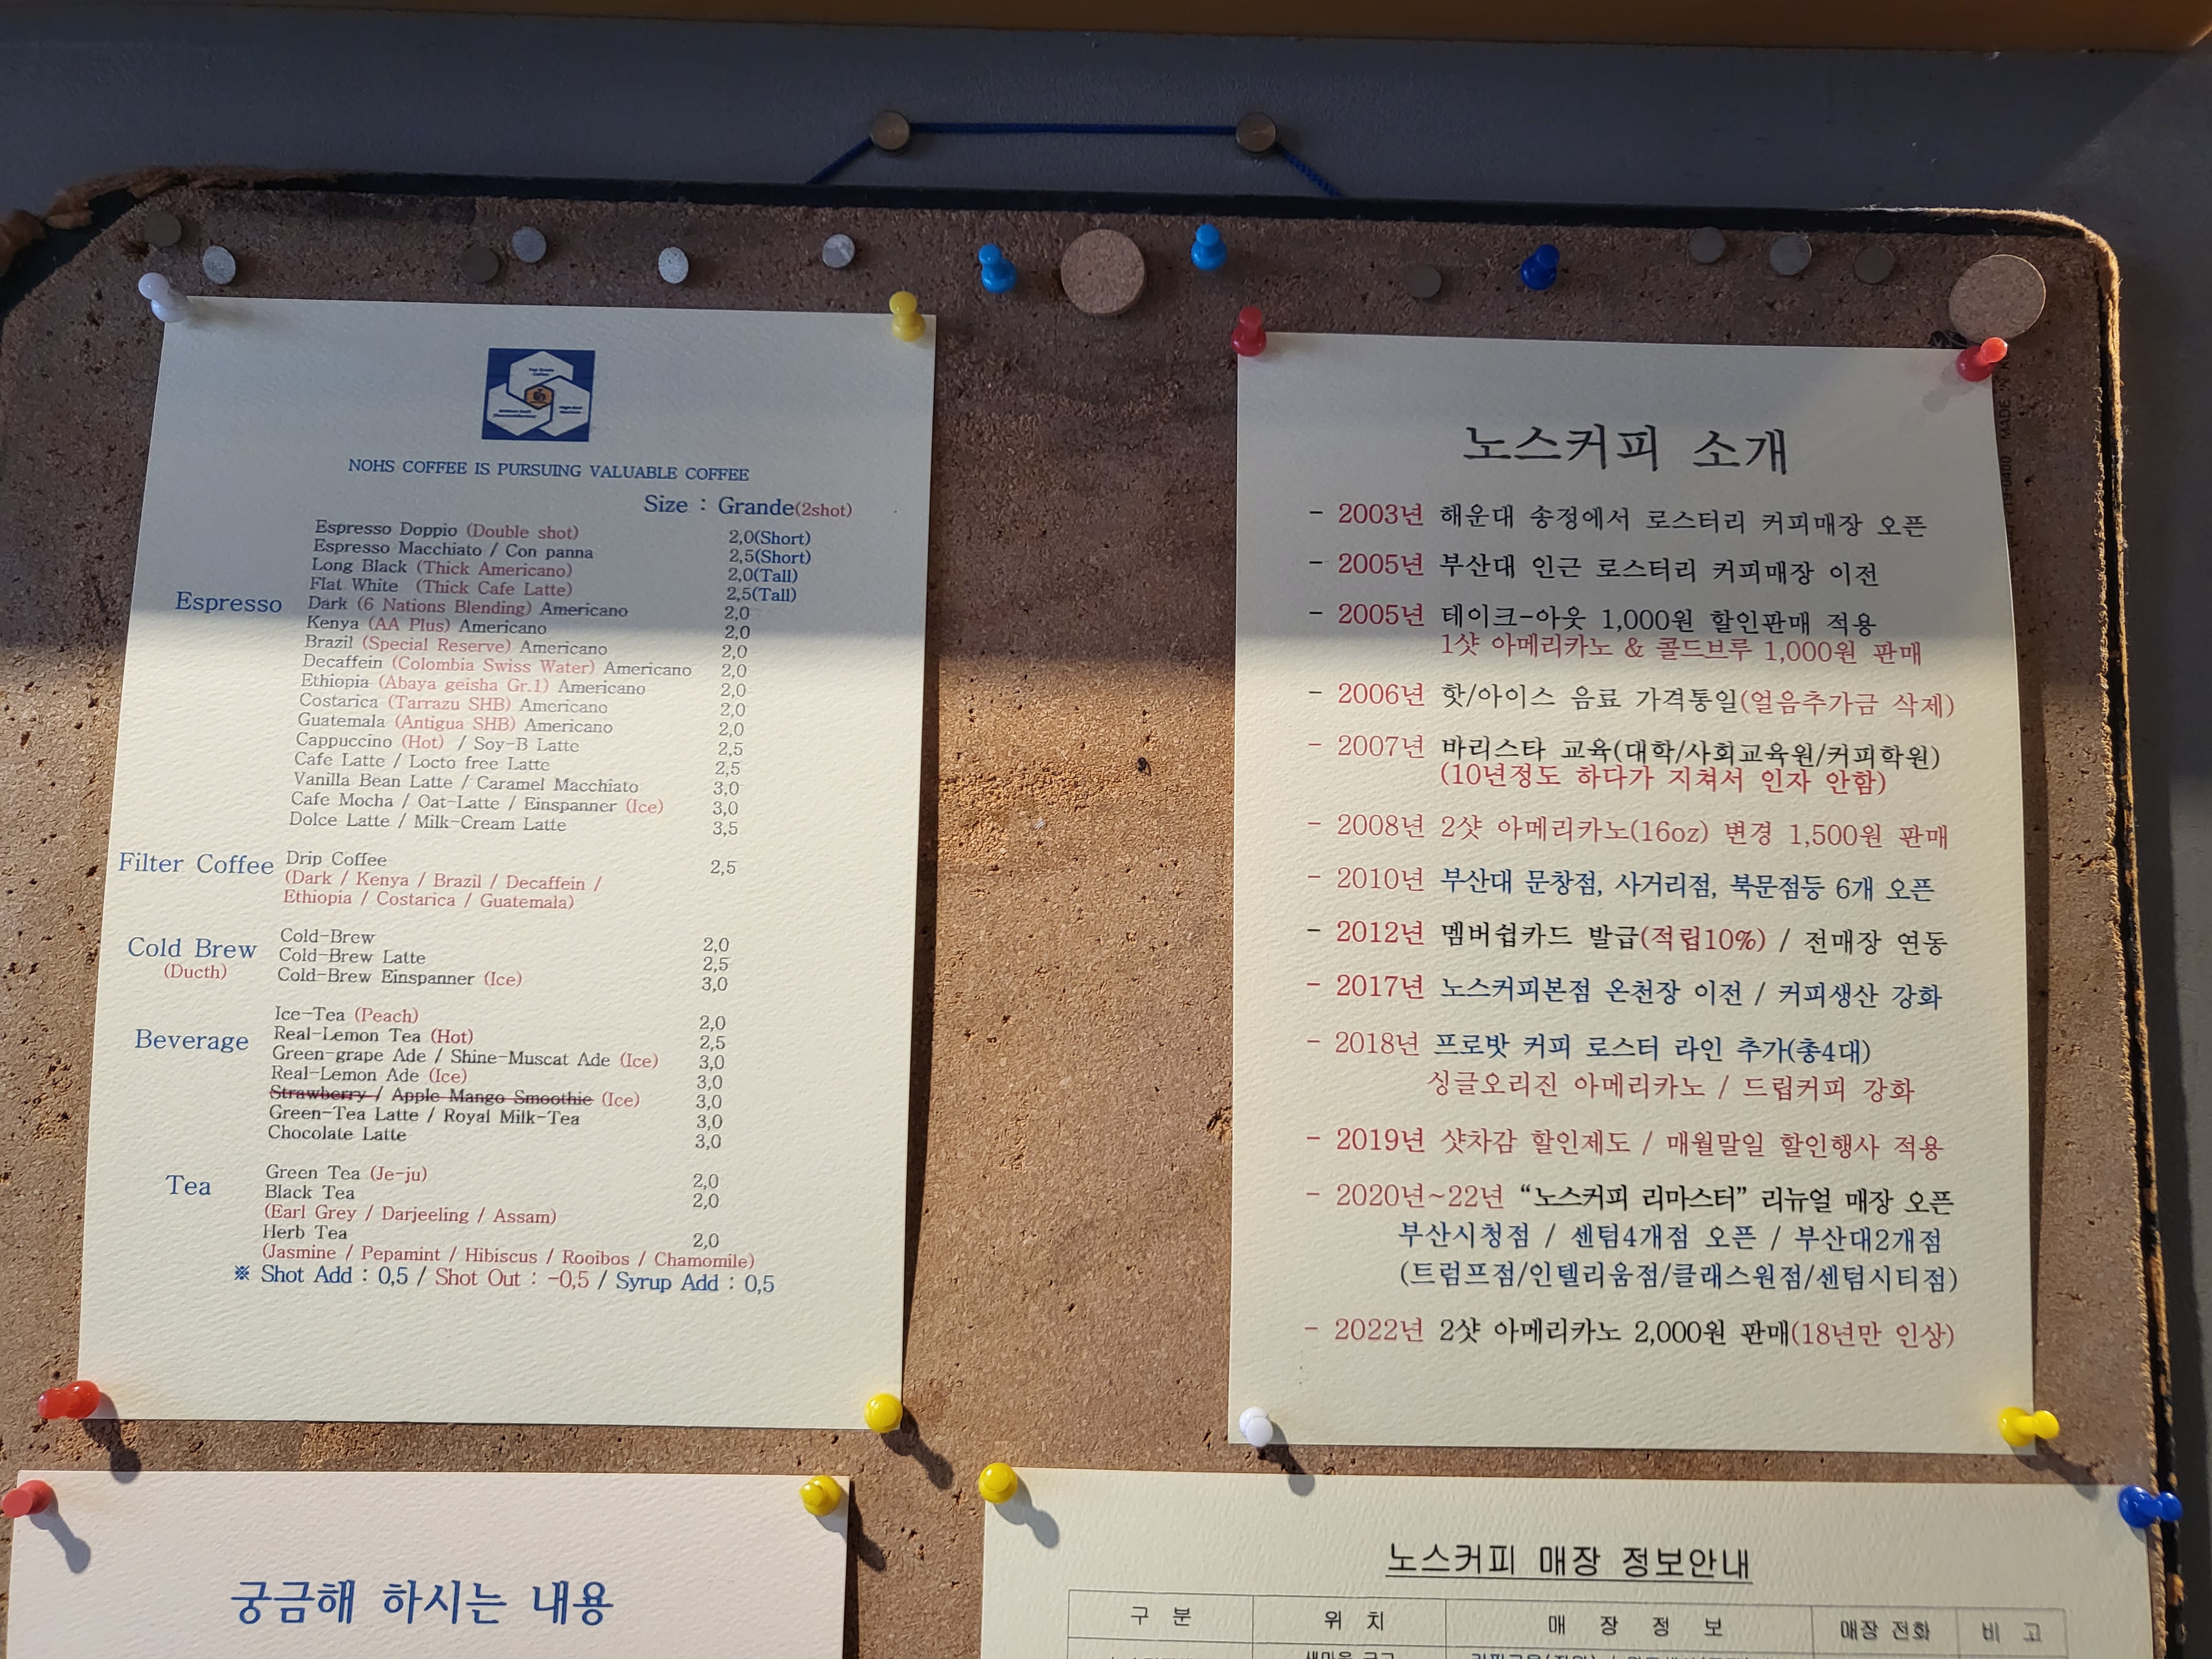 NOHS COFFEE IS PURSUING VALUABLE COFFEE
Size : Grande(2shot)
Espresso
Espresso Doppio (Double shot) 2,0(Short)
Espresso Macchiato / Con panna 2,5(Short)
Long Black (Thick Americano) 2,0(Tall)
Flat White (Thick Cafe Latte) 2,5(Tall)
Dark (6 Nations Blending) Americano 2,0
Kenya (AA Plus) Americano 2,0
Brazil (Special Reserve) Americano 2,0
Decaffein (Colombia Swiss Water) Americano 2,0
Ethiopia (Abaya geisha Gr.1) Americano 2,0
Costarica (Tarrazu SHB) Americano 2,0
Guatemala (Antigua SHB) Americano 2,0
Cappuccino (Hot) / Soy-B Latte 2,5
Cafe Latte / Locto free Latte 2,5
Vanilla Bean Latte / Caramel Macchiato 3,0
Cafe Mocha / Oat-Latte / Einspanner (Ice) 3,0
Dolce Latte / Milk-Cream Latte 3,5
Filter Coffee
Drip Coffee 2,5
(Dark / Kenya / Brazil / Decaffein /
Ethiopia / Costarica / Guatemala)
Cold Brew
(Ducth)
Cold-Brew 2,0
Cold-Brew Latte 2,5
Cold-Brew Einspanner (Ice) 3,0
Beverage
Ice-Tea (Peach) 2,0
Real-Lemon Tea (Hot) 2,5
Green-grape Ade / Shine-Muscat Ade (Ice) 3,0
Real-Lemon Ade (Ice) 3,0
Strawberry / Apple Mango Smoothie (Ice) 3,0
Green-Tea Latte / Royal Milk-Tea 3,0
Chocolate Latte 3,0
Tea
Green Tea (Je-ju) 2,0
Black Tea 2,0
(Earl Grey / Darjeeling / Assam)
Herb Tea 2,0
(Jasmine / Pepamint / Hibiscus / Rooibos / Chamomile)
※ Shot Add : 0,5 / Shot Out : -0,5 / Syrup Add : 0,5
노스커피 소개
- 2003년 해운대 송정에서 로스터리 커피매장 오픈
- 2005년 부산대 인근 로스터리 커피매장 이전
- 2005년 테이크-아웃 1,000원 할인판매 적용
1샷 아메리카노 & 콜드브루 1,000원 판매
- 2006년 핫/아이스 음료 가격통일(얼음추가금 삭제)
- 2007년 바리스타 교육(대학/사회교육원/커피학원)
(10년정도 하다가 지쳐서 인자 안함)
- 2008년 2샷 아메리카노(16oz) 변경 1,500원 판매
- 2010년 부산대 문창점, 사거리점, 북문점등 6개 오픈
- 2012년 멤버쉽카드 발급(적립10%) / 전매장 연동
- 2017년 노스커피본점 온천장 이전 / 커피생산 강화
- 2018년 프로밧 커피 로스터 라인 추가(총4대)
싱글오리진 아메리카노 / 드립커피 강화
- 2019년 샷차감 할인제도 / 매월말일 할인행사 적용
- 2020년~22년 “노스커피 리마스터” 리뉴얼 매장 오픈
부산시청점 / 센텀4개점 오픈 / 부산대2개점
(트럼프점/인텔리움점/클래스원점/센텀시티점)
- 2022년 2샷 아메리카노 2,000원 판매(18년만 인상)
궁금해 하시는 내용
노스커피 매장 정보안내
구 분 위 치 매 장 정 보 매장 전화 비 고